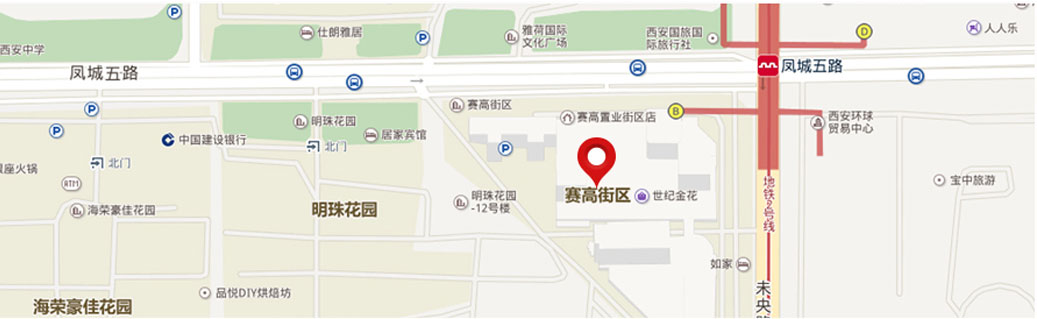 P
仕朗雅居
P
雅荷国际
文化广场
西安国旅国
际旅行社
D
人人乐
西安中学
凤城五路
凤城五路
P
赛高街区
P
明珠花园
居家宾馆
赛高置业街区店
B
西安环球
贸易中心
中国建设银行
北门
P
北门
座火锅
ATM
海荣豪佳花园
明珠花园
明珠花园
-12号楼
赛高街区
世纪金花
宝中旅游
地铁2号线
如家
品悦DIY烘焙坊
海荣豪佳花园
未央